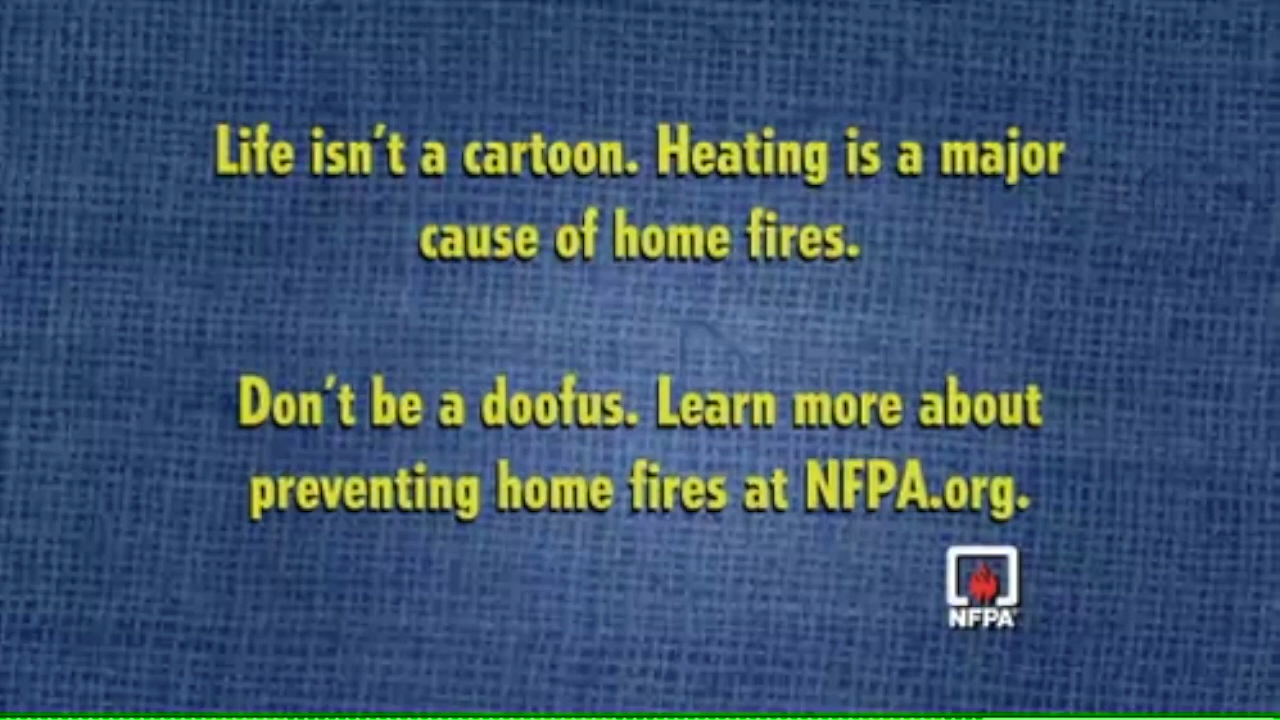 Life isn´t a cartoon. Heating is a major
cause of home fires.
Don´t be a doofus. Learn more about
preventing home fires at NFPA.org.
NFPA